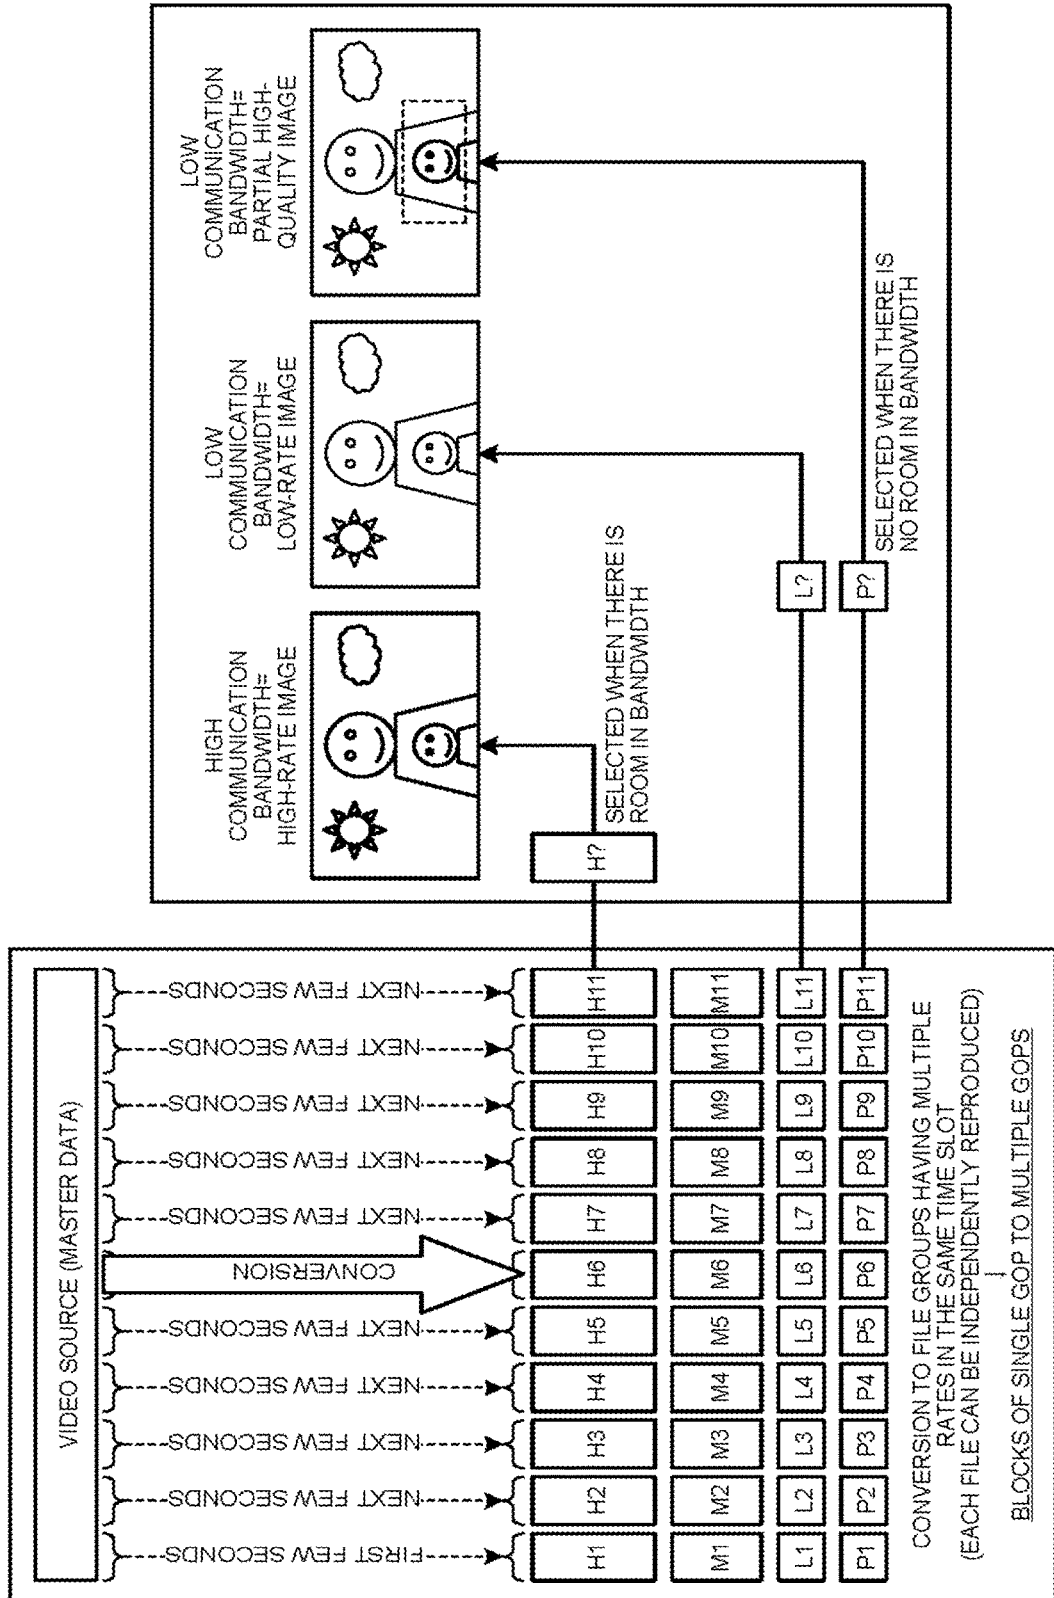 VIDEO SOURCE (MASTER DATA)
FIRST FEW SECONDS
NEXT FEW SECONDS
NEXT FEW SECONDS
NEXT FEW SECONDS
NEXT FEW SECONDS
CONVERSION
NEXT FEW SECONDS
NEXT FEW SECONDS
NEXT FEW SECONDS
NEXT FEW SECONDS
NEXT FEW SECONDS
H1 H2 H3 H4 H5 H6 H7 H8 H9 H10 H11
M1 M2 M3 M4 M5 M6 M7 M8 M9 M10 M11
L1 L2 L3 L4 L5 L6 L7 L8 L9 L10 L11
P1 P2 P3 P4 P5 P6 P7 P8 P9 P10 P11
CONVERSION TO FILE GROUPS HAVING MULTIPLE
RATES IN THE SAME TIME SLOT
(EACH FILE CAN BE INDEPENDENTLY REPRODUCED)
BLOCKS OF SINGLE GOP TO MULTIPLE GOPS
HIGH
COMMUNICATION
BANDWIDTH=
HIGH-RATE IMAGE
LOW
COMMUNICATION
BANDWIDTH=
LOW-RATE IMAGE
LOW
COMMUNICATION
BANDWIDTH=
PARTIAL HIGH-
QUALITY IMAGE
H?
SELECTED WHEN THERE IS
ROOM IN BANDWIDTH
L?
P?
SELECTED WHEN THERE IS
NO ROOM IN BANDWIDTH